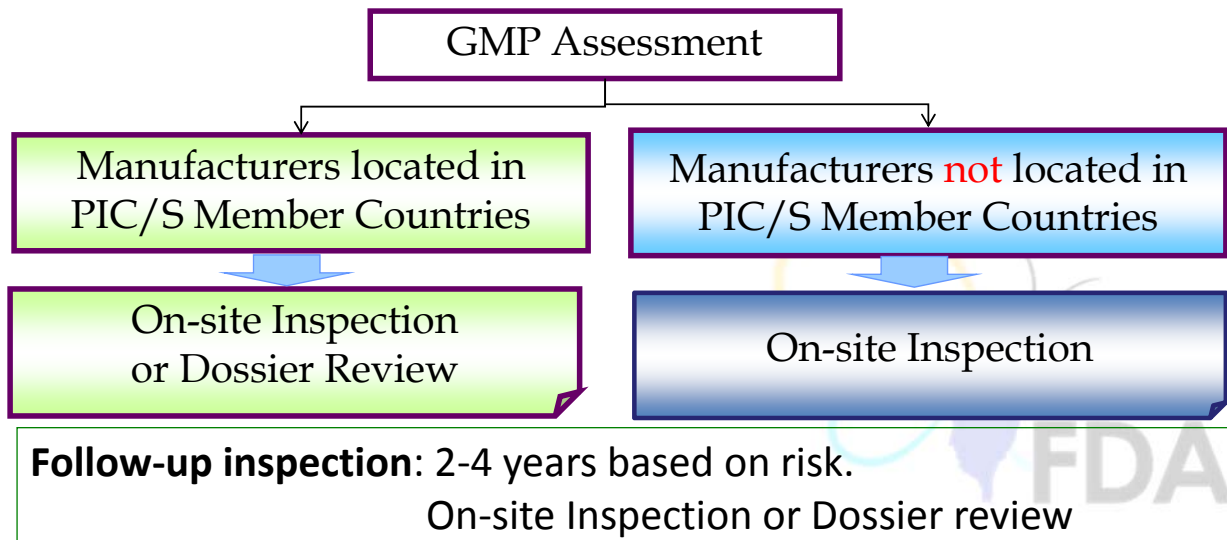 GMP Assessment
Manufacturers located in
PIC/S Member Countries
Manufacturers not located in
PIC/S Member Countries
On-site Inspection
or Dossier Review
On-site Inspection
Follow-up inspection: 2-4 years based on risk.
On-site Inspection or Dossier review
FDA